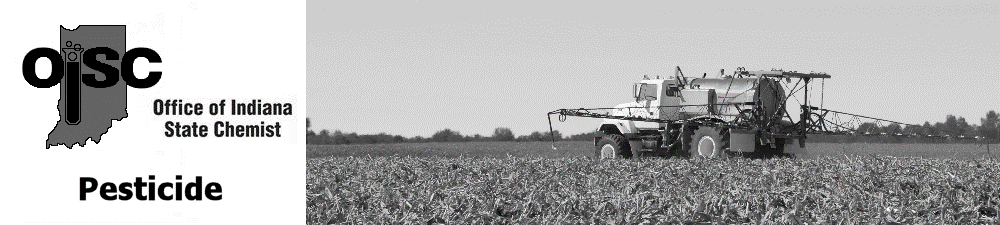 OISC
Office of Indiana
State Chemist
Pesticide